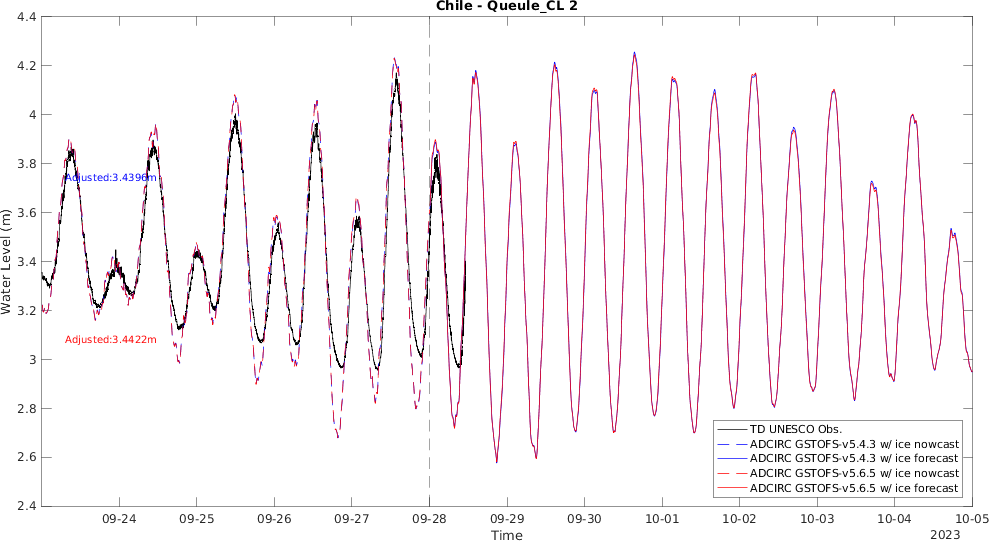 Chile - Queule_CL 2
4.4
4.2
4
3.8
3.6
3.4
3.2
3
2.8
2.6
2.4
Water Level (m)
Adjusted:3.4396m
Adjusted:3.4422m
TD UNESCO Obs.
ADCIRC GSTOFS-v5.4.3 w/ ice nowcast
ADCIRC GSTOFS-v5.4.3 w/ ice forecast
ADCIRC GSTOFS-v5.6.5 w/ ice nowcast
ADCIRC GSTOFS-v5.6.5 w/ ice forecast
09-24 09-25 09-26 09-27 09-28 09-29 09-30 10-01 10-02 10-03 10-04 10-05
Time
2023